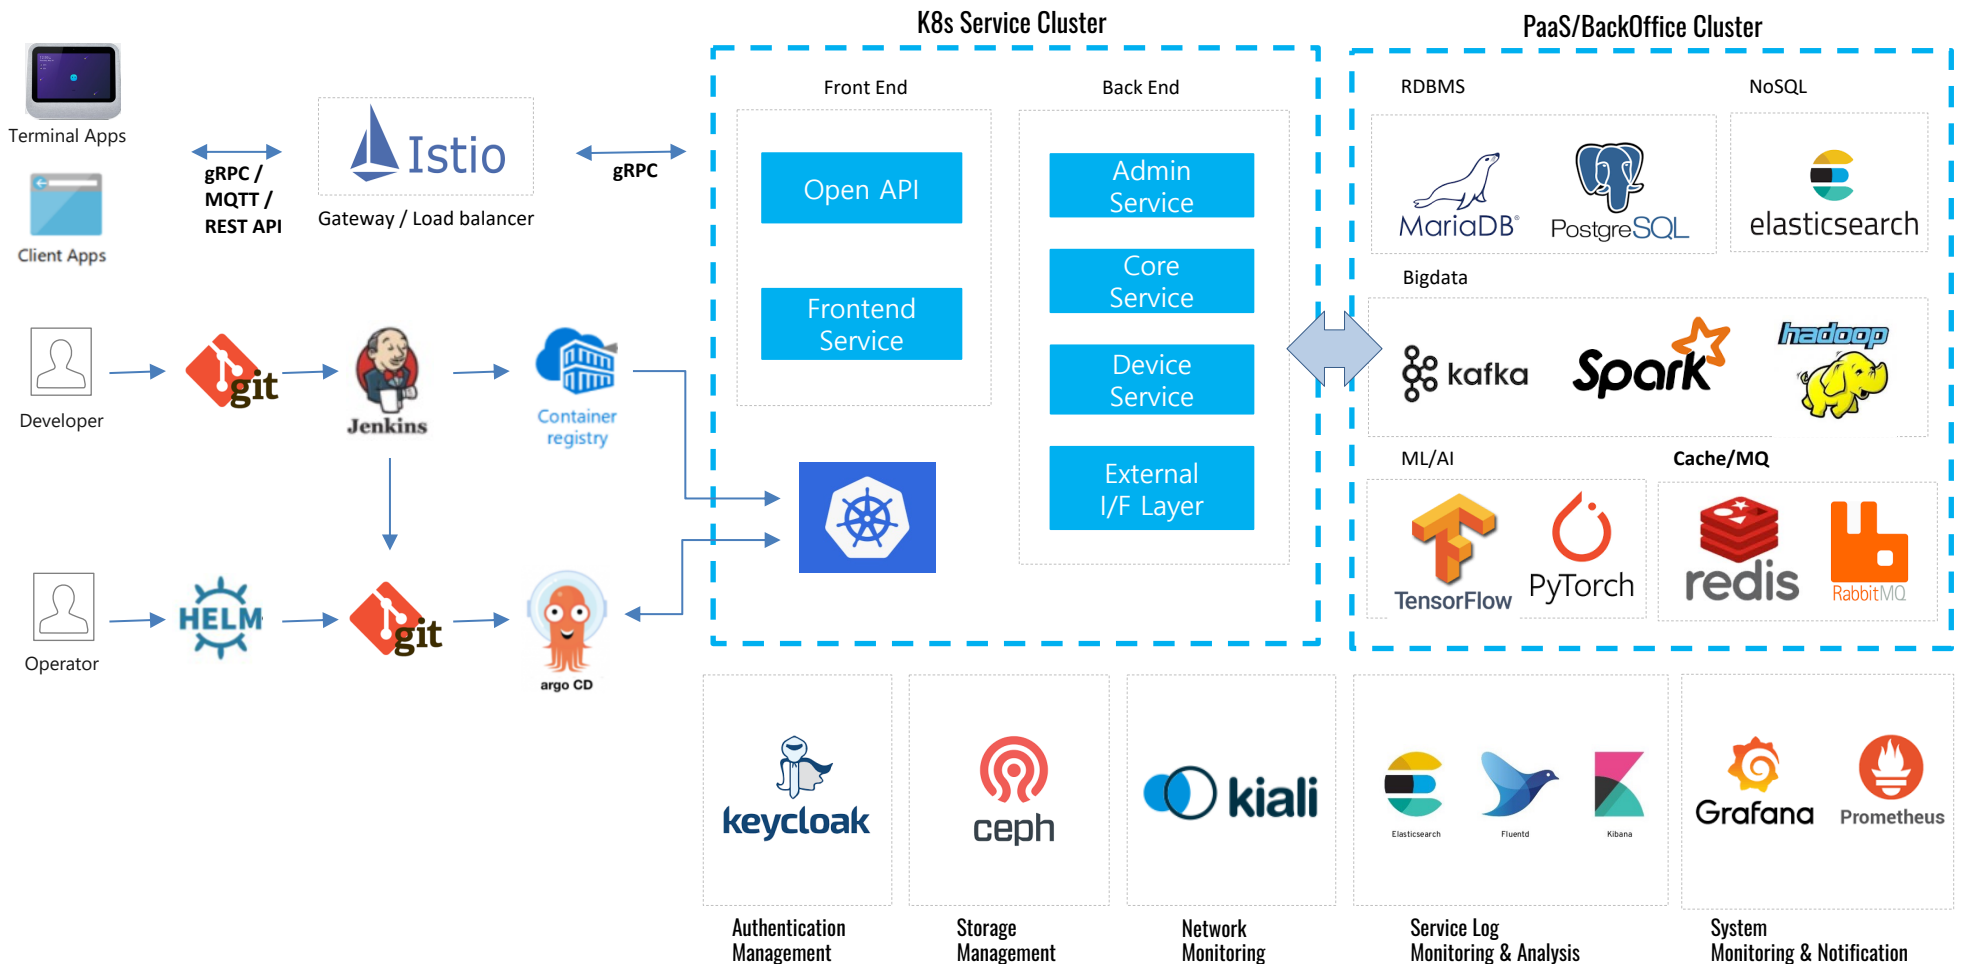 K8s Service Cluster
PaaS/BackOffice Cluster
Terminal Apps
Client Apps
gRPC /
MQTT /
REST API
Istio
Gateway / Load balancer
gRPC
Front End
Open API
Frontend
Service
Back End
Admin
Service
Core
Service
Device
Service
External
I/F Layer
RDBMS
MariaDB®
PostgreSQL
NoSQL
elasticsearch
Bigdata
kafka
Spark
hadoop
ML/AI
TensorFlow
PyTorch
Cache/MQ
redis
RabbitMQ
Developer
git
Jenkins
Container
registry
Operator
HELM
git
argo CD
keycloak
Authentication
Management
ceph
Storage
Management
kiali
Network
Monitoring
Elasticsearch
Fluentd
Kibana
Service Log
Monitoring & Analysis
Grafana
Prometheus
System
Monitoring & Notification